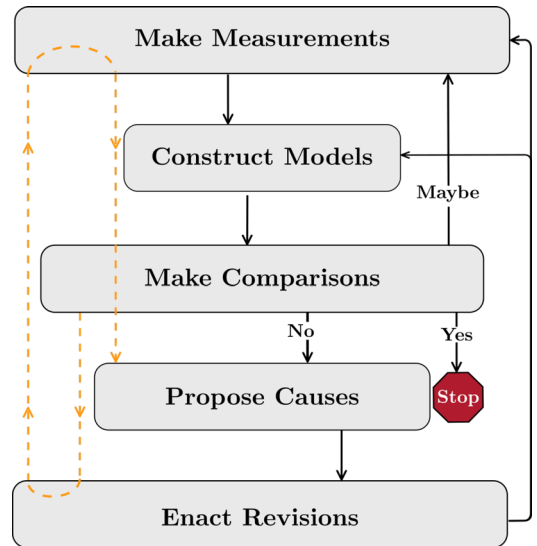 Make Measurements
Construct Models
Maybe
Make Comparisons
No
Yes
Propose Causes
Stop
Enact Revisions